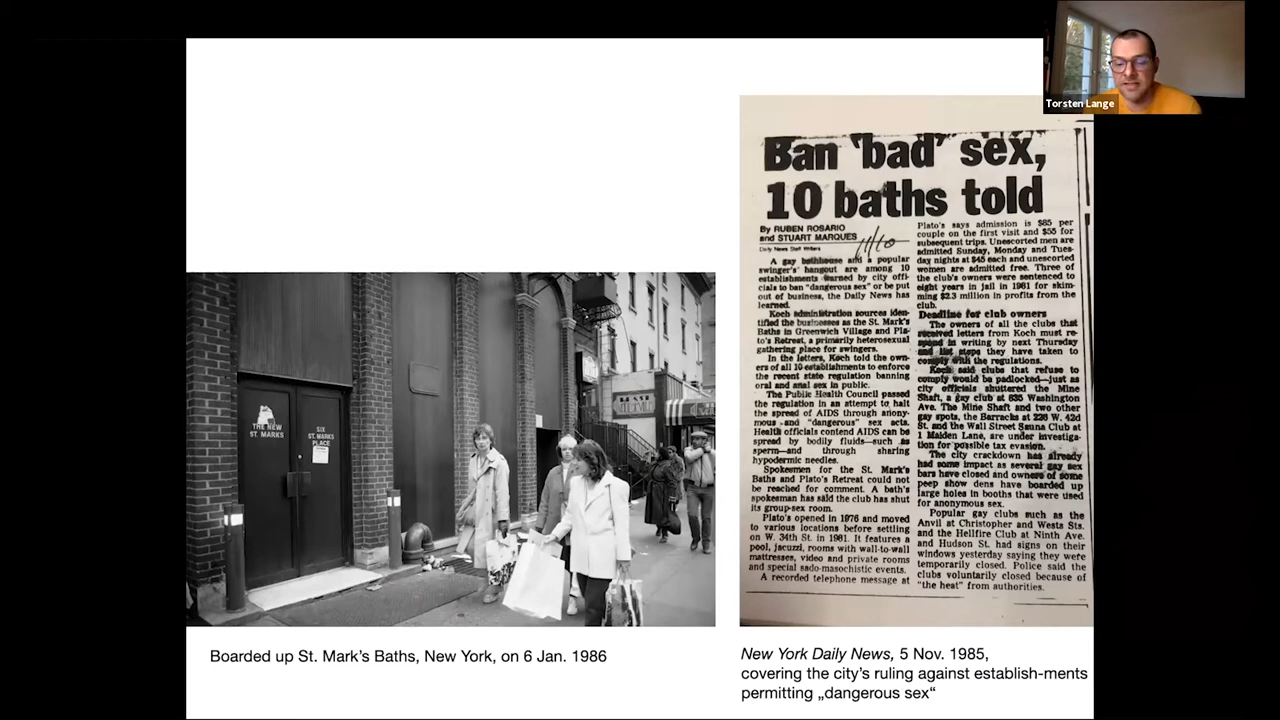 Torsten Lange
Ban 'bad' sex,
10 baths told
By RUBEN ROSARIO
and STUART MARQUES
Daily News Staff Writers
11/10
A gay bathhouse and a popular
swinger's hangout are among 10
establishments warned by city offi-
cials to ban "dangerous sex" or be put
out of business, the Daily News has
learned.
Koch administration sources iden-
tified the businesses as the St. Mark's
Baths in Greenwich Village and Pla-
to's Retreat, a primarily heterosexual
gathering place for swingers.
In the letters, Koch told the own-
ers of all 10 establishments to enforce
the recent state regulation banning
oral and anal sex in public.
The Public Health Council passed
the regulation in an attempt to halt
the spread of AIDS through anony-
mous and "dangerous" sex acts.
Health officials contend AIDS can be
spread by bodily fluids—such as
sperm—and through sharing
hypodermic needles.
Spokesmen for the St. Mark's
Baths and Plato's Retreat could not
be reached for comment. A bath's
spokesman has said the club has shut
its group-sex room.
Plato's opened in 1976 and moved
to various locations before settling
on W. 34th St. in 1981. It features a
pool, jacuzzi, rooms with wall-to-wall
mattresses, video and private rooms
and special sado-masochistic events.
A recorded telephone message at
Plato's says admission is $85 per
couple on the first visit and $55 for
subsequent trips. Unescorted men are
admitted Sunday, Monday and Tues-
day nights at $45 each and unescorted
women are admitted free. Three of
the club's owners were sentenced to
eight years in jail in 1981 for skim-
ming $2.3 million in profits from the
club.
Deadline for club owners
The owners of all the clubs that
received letters from Koch must re-
spond in writing by next Thursday
and list steps they have taken to
comply with the regulations.
Koch said clubs that refuse to
comply would be padlocked—just as
city officials shuttered the Mine
Shaft, a gay club at 835 Washington
Ave. The Mine Shaft and two other
gay spots, the Barracks at 226 W. 42d
St. and the Wall Street Sauna Club at
1 Maiden Lane, are under investiga-
tion for possible tax evasion.
The city crackdown has already
had some impact as several gay sex
bars have closed and owners of some
peep show dens have boarded up
large holes in booths that were used
for anonymous sex.
Popular gay clubs such as the
Anvil at Christopher and Wests Sts.
and the Hellfire Club at Ninth Ave.
and Hudson St. had signs on their
windows yesterday saying they were
temporarily closed. Police said the
clubs voluntarily closed because of
"the heat" from authorities.
THE NEW
ST. MARKS
SIX
ST. MARKS
PLACE
Boarded up St. Mark's Baths, New York, on 6 Jan. 1986
New York Daily News, 5 Nov. 1985,
covering the city's ruling against establish-ments
permitting „dangerous sex“